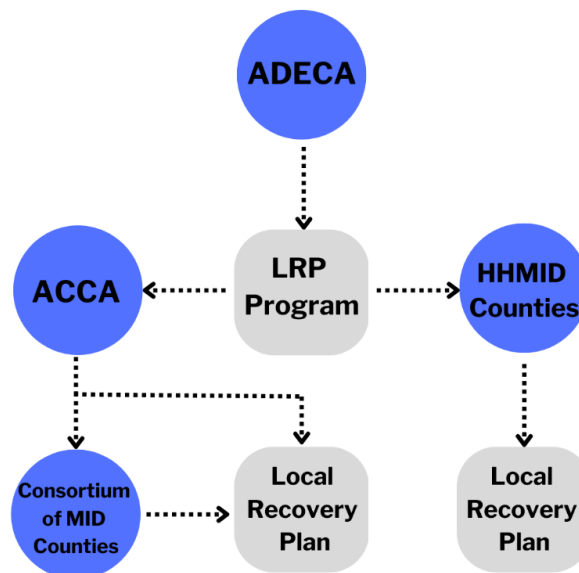 ADECA
LRP
Program
ACCA
HHMID
Counties
Consortium
of MID
Counties
Local
Recovery
Plan
Local
Recovery
Plan